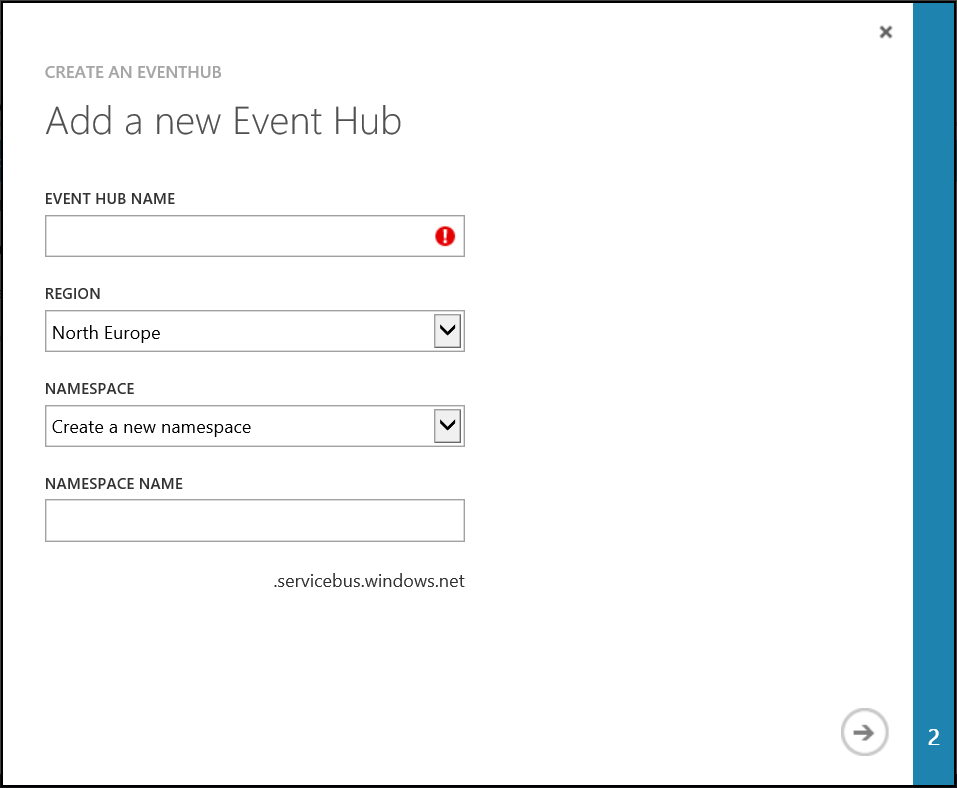 CREATE AN EVENTHUB
Add a new Event Hub
EVENT HUB NAME
REGION
North Europe
NAMESPACE
Create a new namespace
NAMESPACE NAME
.servicebus.windows.net
2